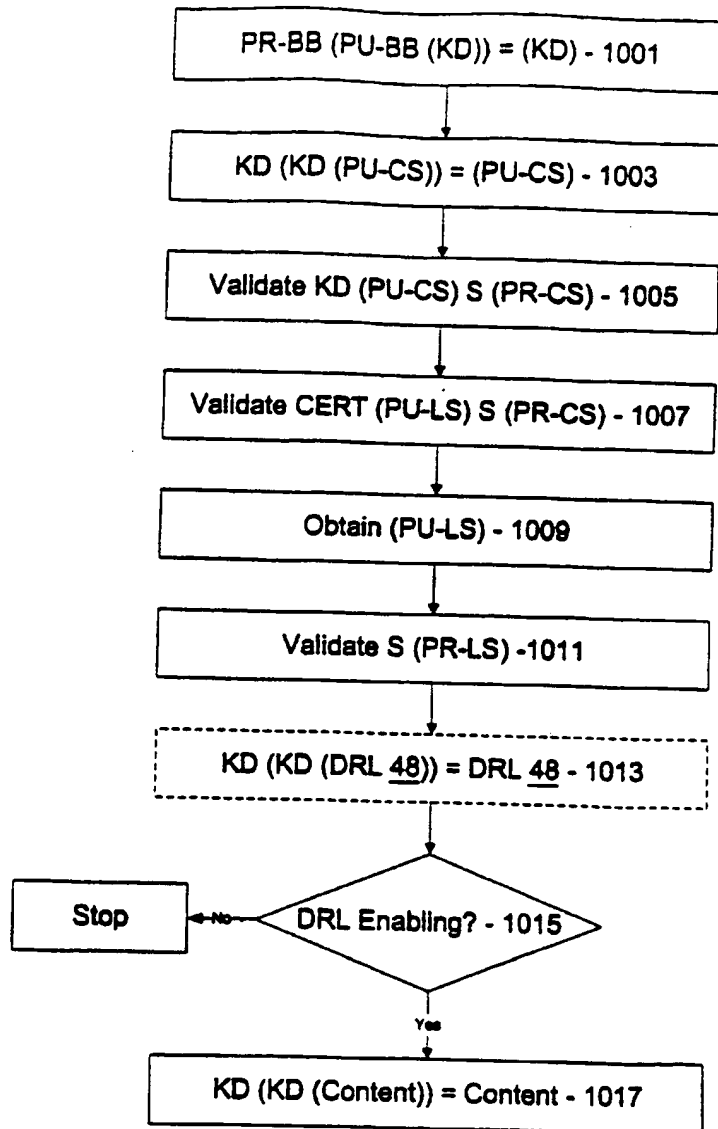 PR-BB (PU-BB (KD)) = (KD) - 1001
KD (KD (PU-CS)) = (PU-CS) - 1003
Validate KD (PU-CS) S (PR-CS) - 1005
Validate CERT (PU-LS) S (PR-CS) - 1007
Obtain (PU-LS) - 1009
Validate S (PR-LS) -1011
KD (KD (DRL 48)) = DRL 48 - 1013
DRL Enabling? - 1015
No
Stop
Yes
KD (KD (Content)) = Content - 1017